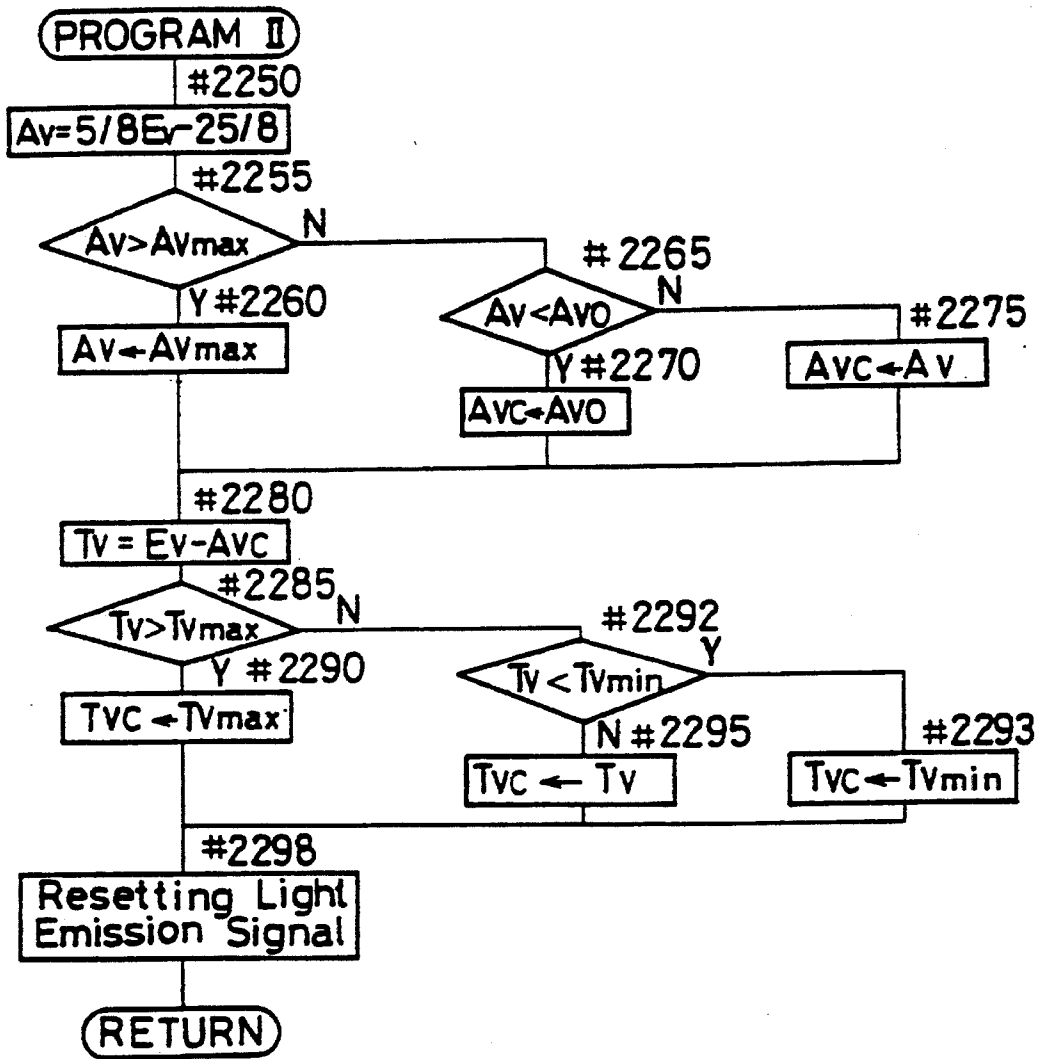 PROGRAM II
#2250
Av=5/8Ev-25/8
#2255
Av>AVmax
N
Y #2260
AV←AVmax
#2265
Av<AVO
N
Y #2270
AVC←AVO
#2275
AVC←AV
#2280
TV=EV-AVC
#2285
TV>TVmax
N
Y #2290
TVC←TVmax
#2292
TV<TVmin
Y
N #2295
TVC←TV
#2293
TVC←TVmin
#2298
Resetting Light
Emission Signal
RETURN